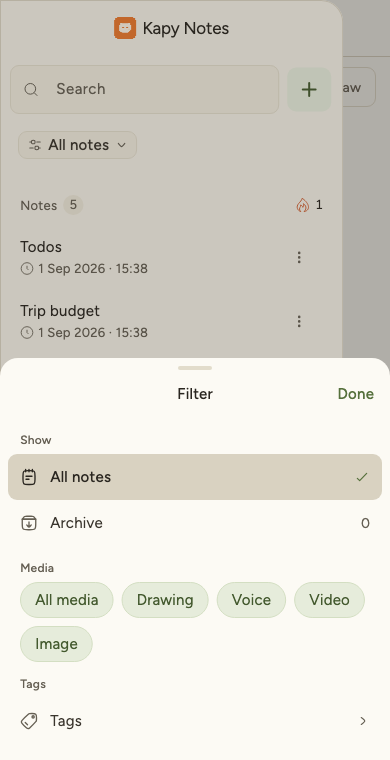 Kapy Notes
Search
+
aw
All notes
Notes 5
1
Todos
1 Sep 2026 · 15:38
Trip budget
1 Sep 2026 · 15:38
Filter
Done
Show
All notes
Archive
0
Media
All media
Drawing
Voice
Video
Image
Tags
Tags